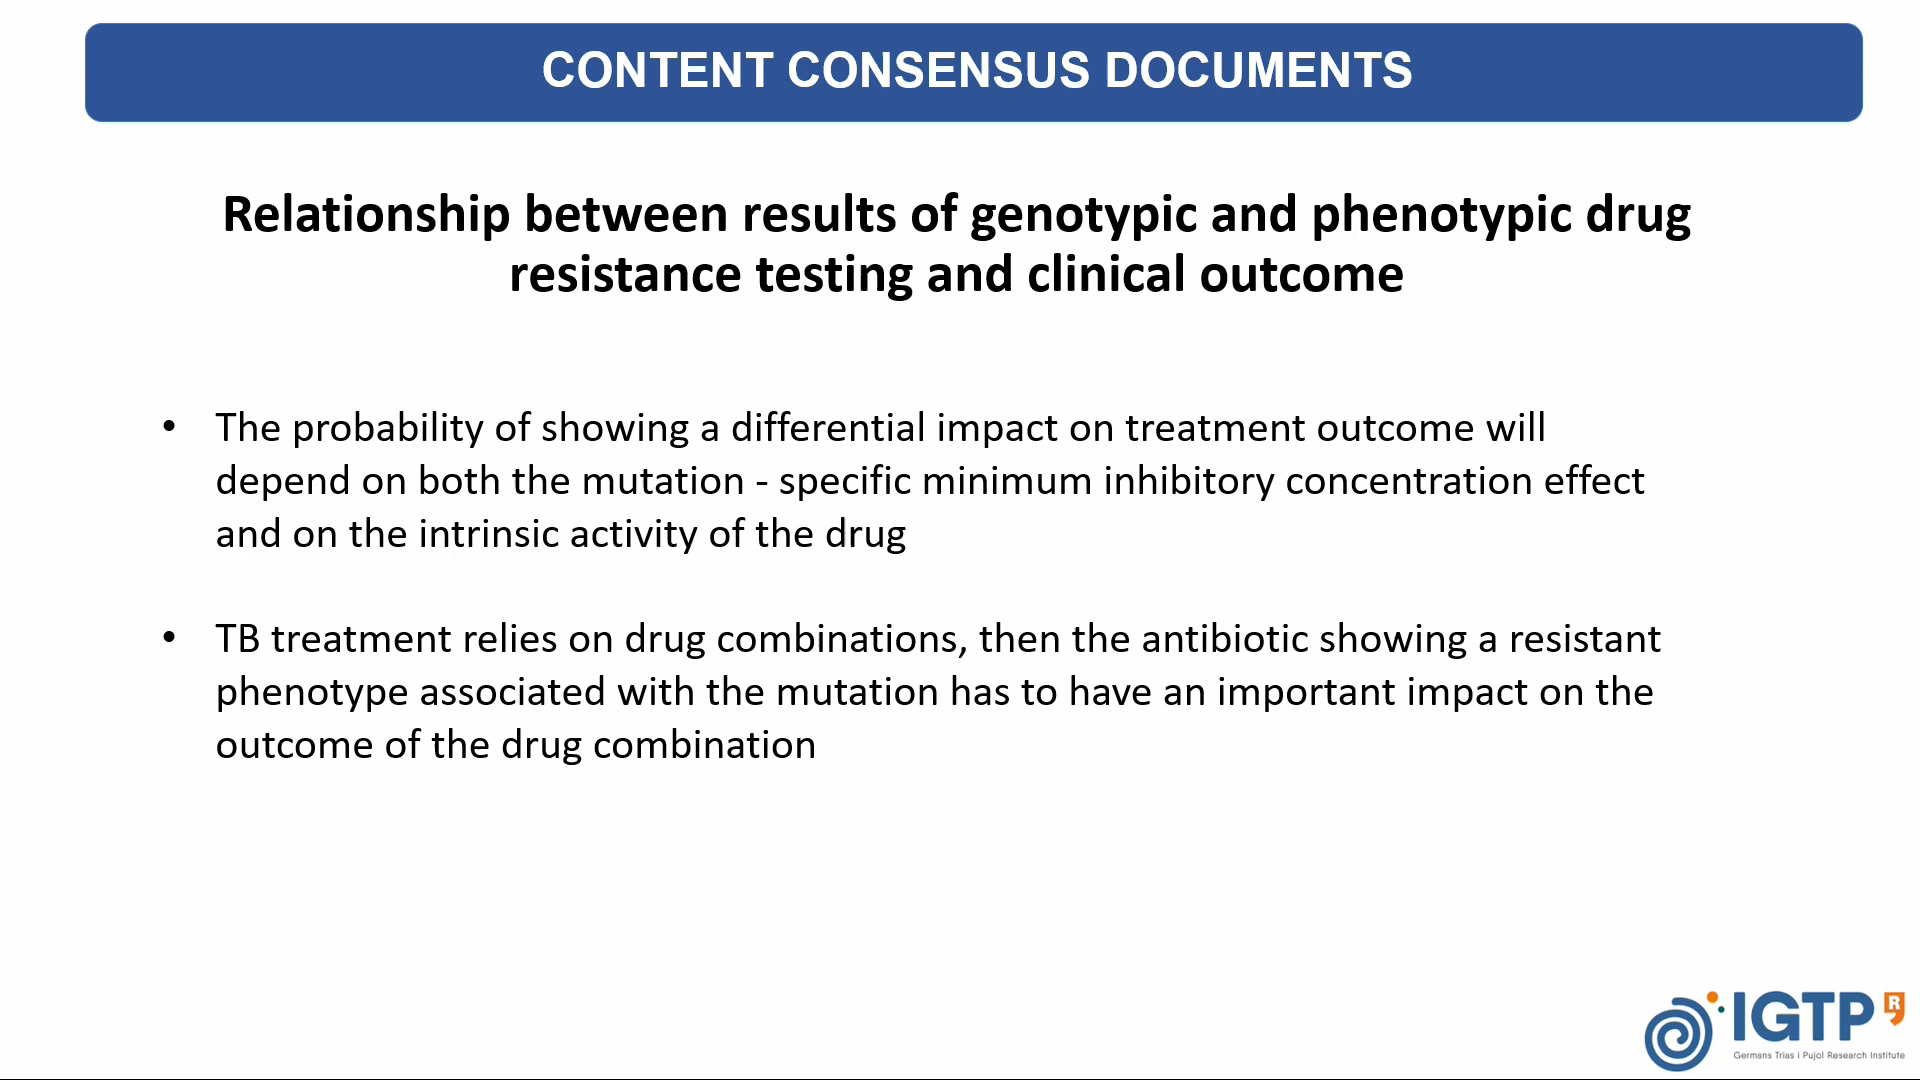 CONTENT CONSENSUS DOCUMENTS
Relationship between results of genotypic and phenotypic drug
resistance testing and clinical outcome
• The probability of showing a differential impact on treatment outcome will
depend on both the mutation - specific minimum inhibitory concentration effect
and on the intrinsic activity of the drug
• TB treatment relies on drug combinations, then the antibiotic showing a resistant
phenotype associated with the mutation has to have an important impact on the
outcome of the drug combination
IGTP R
Germans Trias i Pujol Research Institute